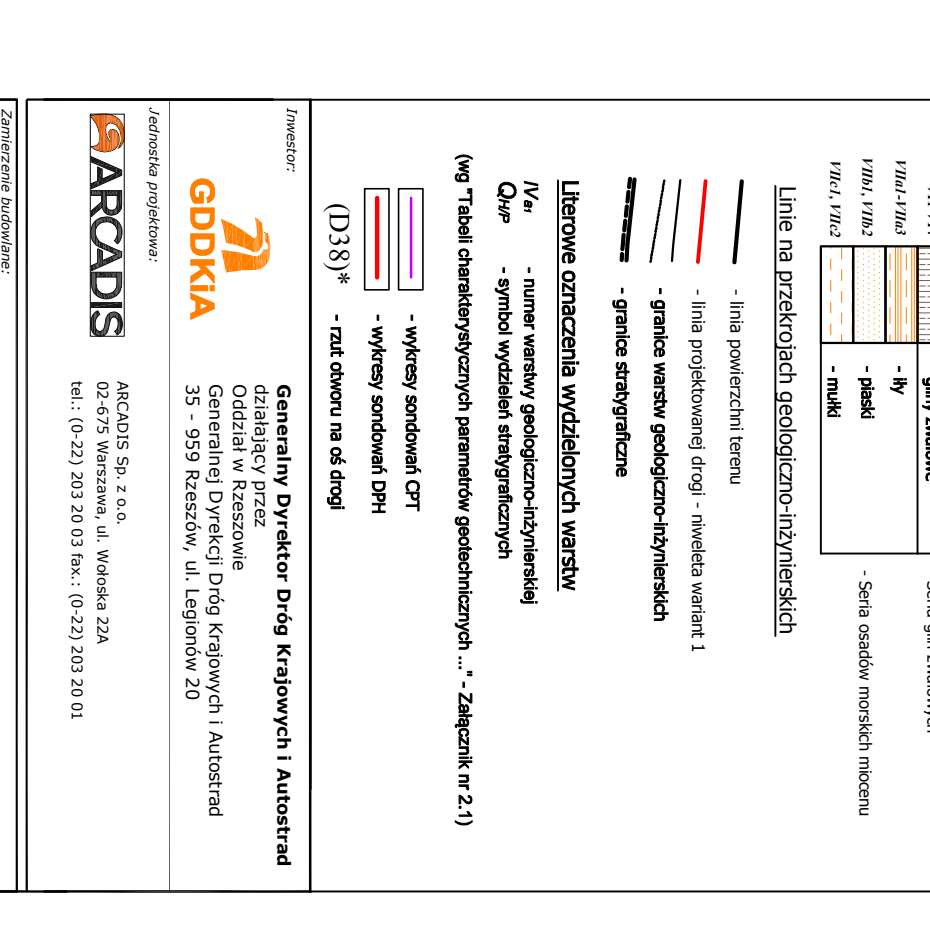 VIIa1-VIIa3
- iły
VIIb1, VIIb2
- piaski
VIIc1, VIIc2
- mułki
- Seria osadów morskich miocenu
Linie na przekrojach geologiczno-inżynierskich
- linia powierzchni terenu
- linia projektowanej drogi - niweleta wariant 1
- granice warstw geologiczno-inżynierskich
- granice stratygraficzne
Literowe oznaczenia wydzielonych warstw
IVa1 - numer warstwy geologiczno-inżynierskiej
QH/P - symbol wydzieleń stratygraficznych
(wg "Tabeli charakterystycznych parametrów geotechnicznych ..." - Załącznik nr 2.1)
- wykresy sondowań CPT
- wykresy sondowań DPH
(D38)* - rzut otworu na oś drogi
Inwestor:
GDDKiA
Generalny Dyrektor Dróg Krajowych i Autostrad
działający przez
Oddział w Rzeszowie
Generalnej Dyrekcji Dróg Krajowych i Autostrad
35 - 959 Rzeszów, ul. Legionów 20
Jednostka projektowa:
ARCADIS
ARCADIS Sp. z o.o.
02-675 Warszawa, ul. Wołoska 22A
tel.: (0-22) 203 20 03 fax.: (0-22) 203 20 01
Zamierzenie budowlane: